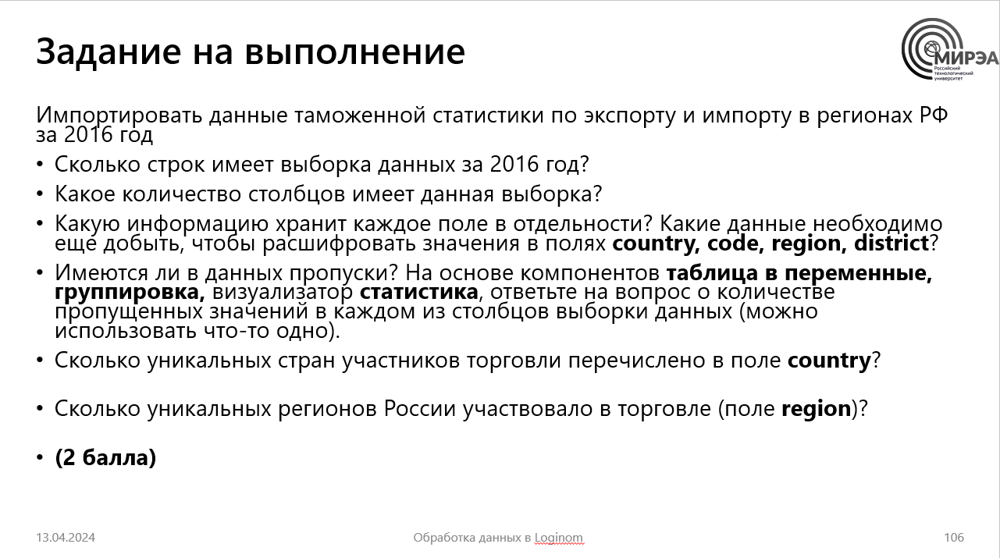 Задание на выполнение
МИРЭА
Российский
технологический
университет
Импортировать данные таможенной статистики по экспорту и импорту в регионах РФ
за 2016 год
• Сколько строк имеет выборка данных за 2016 год?
• Какое количество столбцов имеет данная выборка?
• Какую информацию хранит каждое поле в отдельности? Какие данные необходимо
еще добыть, чтобы расшифровать значения в полях country, code, region, district?
• Имеются ли в данных пропуски? На основе компонентов таблица в переменные,
группировка, визуализатор статистика, ответьте на вопрос о количестве
пропущенных значений в каждом из столбцов выборки данных (можно
использовать что-то одно).
• Сколько уникальных стран участников торговли перечислено в поле country?
• Сколько уникальных регионов России участвовало в торговле (поле region)?
• (2 балла)
13.04.2024
Обработка данных в Loginom
106